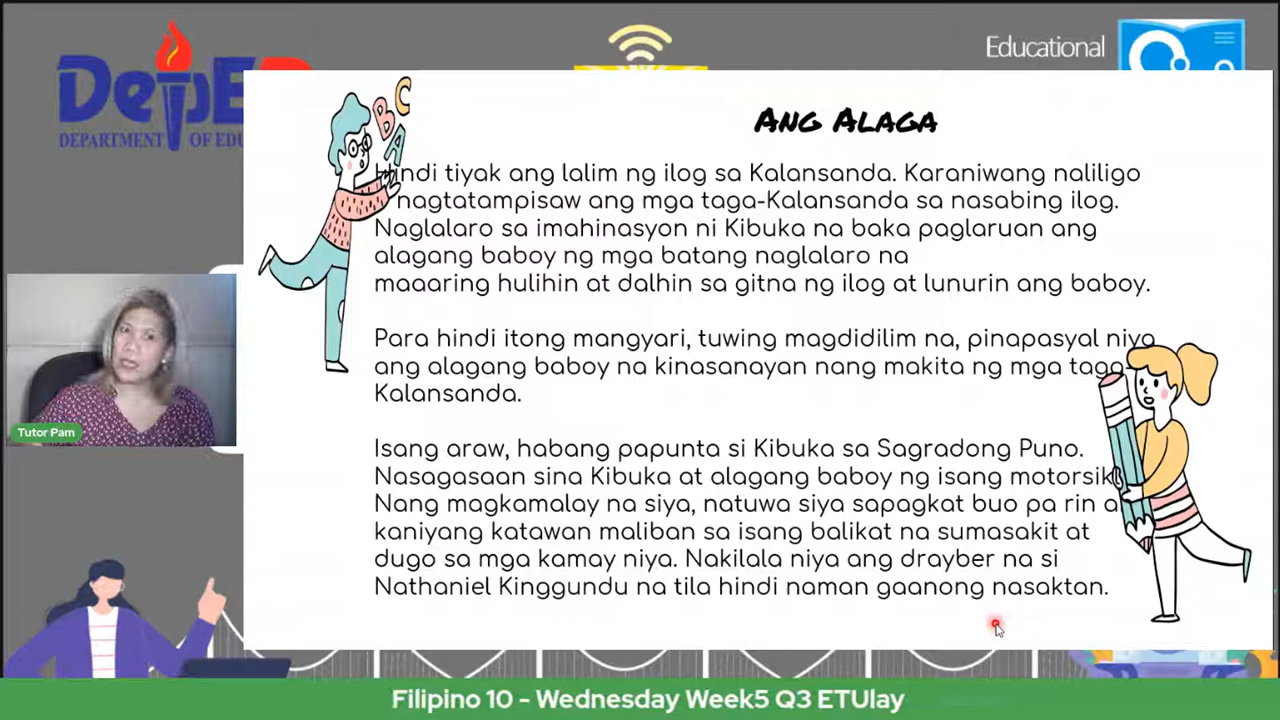 DepED
DEPARTMENT OF EDU
Educational
B
C
A
ANG ALAGA
Hindi tiyak ang lalim ng ilog sa Kalansanda. Karaniwang naliligo
nagtatampisaw ang mga taga-Kalansanda sa nasabing ilog.
Naglalaro sa imahinasyon ni Kibuka na baka paglaruan ang
alagang baboy ng mga batang naglalaro na
maaaring hulihin at dalhin sa gitna ng ilog at lunurin ang baboy.
Para hindi itong mangyari, tuwing magdidilim na, pinapasyal niya
ang alagang baboy na kinasanayan nang makita ng mga taga
Kalansanda.
Isang araw, habang papunta si Kibuka sa Sagradong Puno.
Nasagasaan sina Kibuka at alagang baboy ng isang motorsikl
Nang magkamalay na siya, natuwa siya sapagkat buo pa rin a
kaniyang katawan maliban sa isang balikat na sumasakit at
dugo sa mga kamay niya. Nakilala niya ang drayber na si
Nathaniel Kinggundu na tila hindi naman gaanong nasaktan.
Tutor Pam
Filipino 10 - Wednesday Week5 Q3 ETUlay